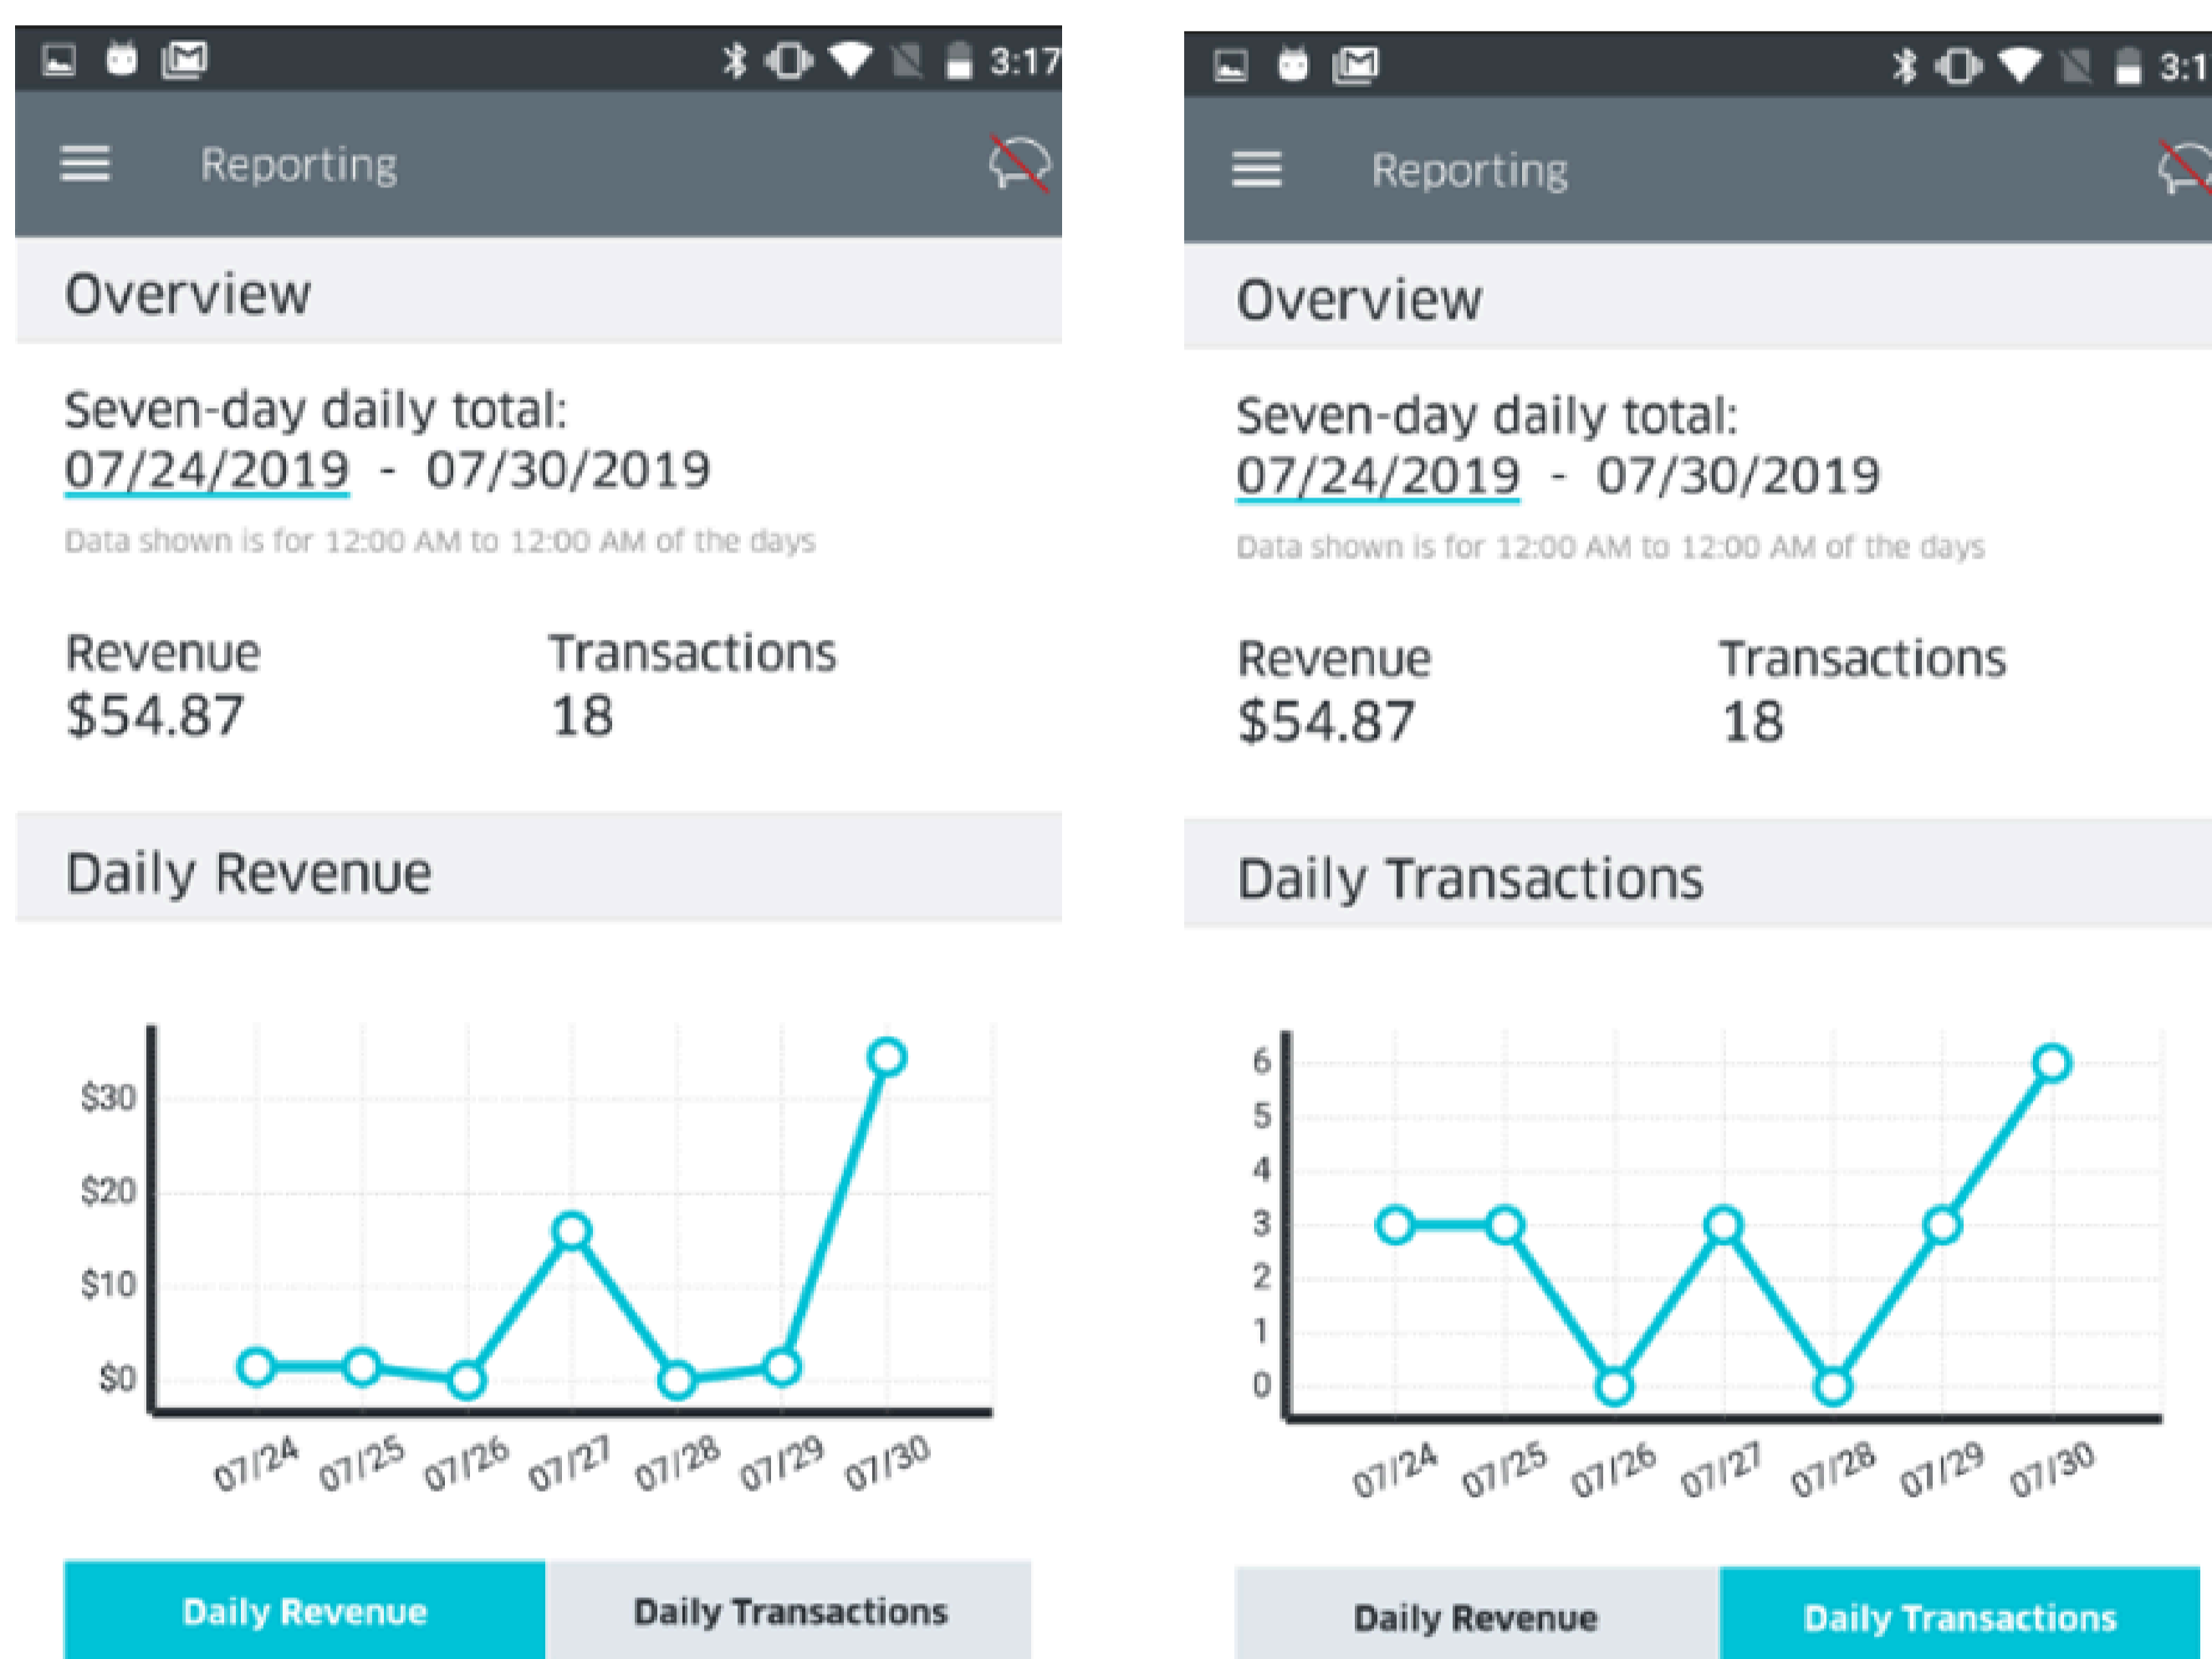 3:17
Reporting
Overview
Seven-day daily total:
07/24/2019 - 07/30/2019
Data shown is for 12:00 AM to 12:00 AM of the days
Revenue Transactions
$54.87 18
Daily Revenue
$30
$20
$10
$0
07/24 07/25 07/26 07/27 07/28 07/29 07/30
Daily Revenue Daily Transactions
3:1
Reporting
Overview
Seven-day daily total:
07/24/2019 - 07/30/2019
Data shown is for 12:00 AM to 12:00 AM of the days
Revenue Transactions
$54.87 18
Daily Transactions
6
5
4
3
2
1
0
07/24 07/25 07/26 07/27 07/28 07/29 07/30
Daily Revenue Daily Transactions